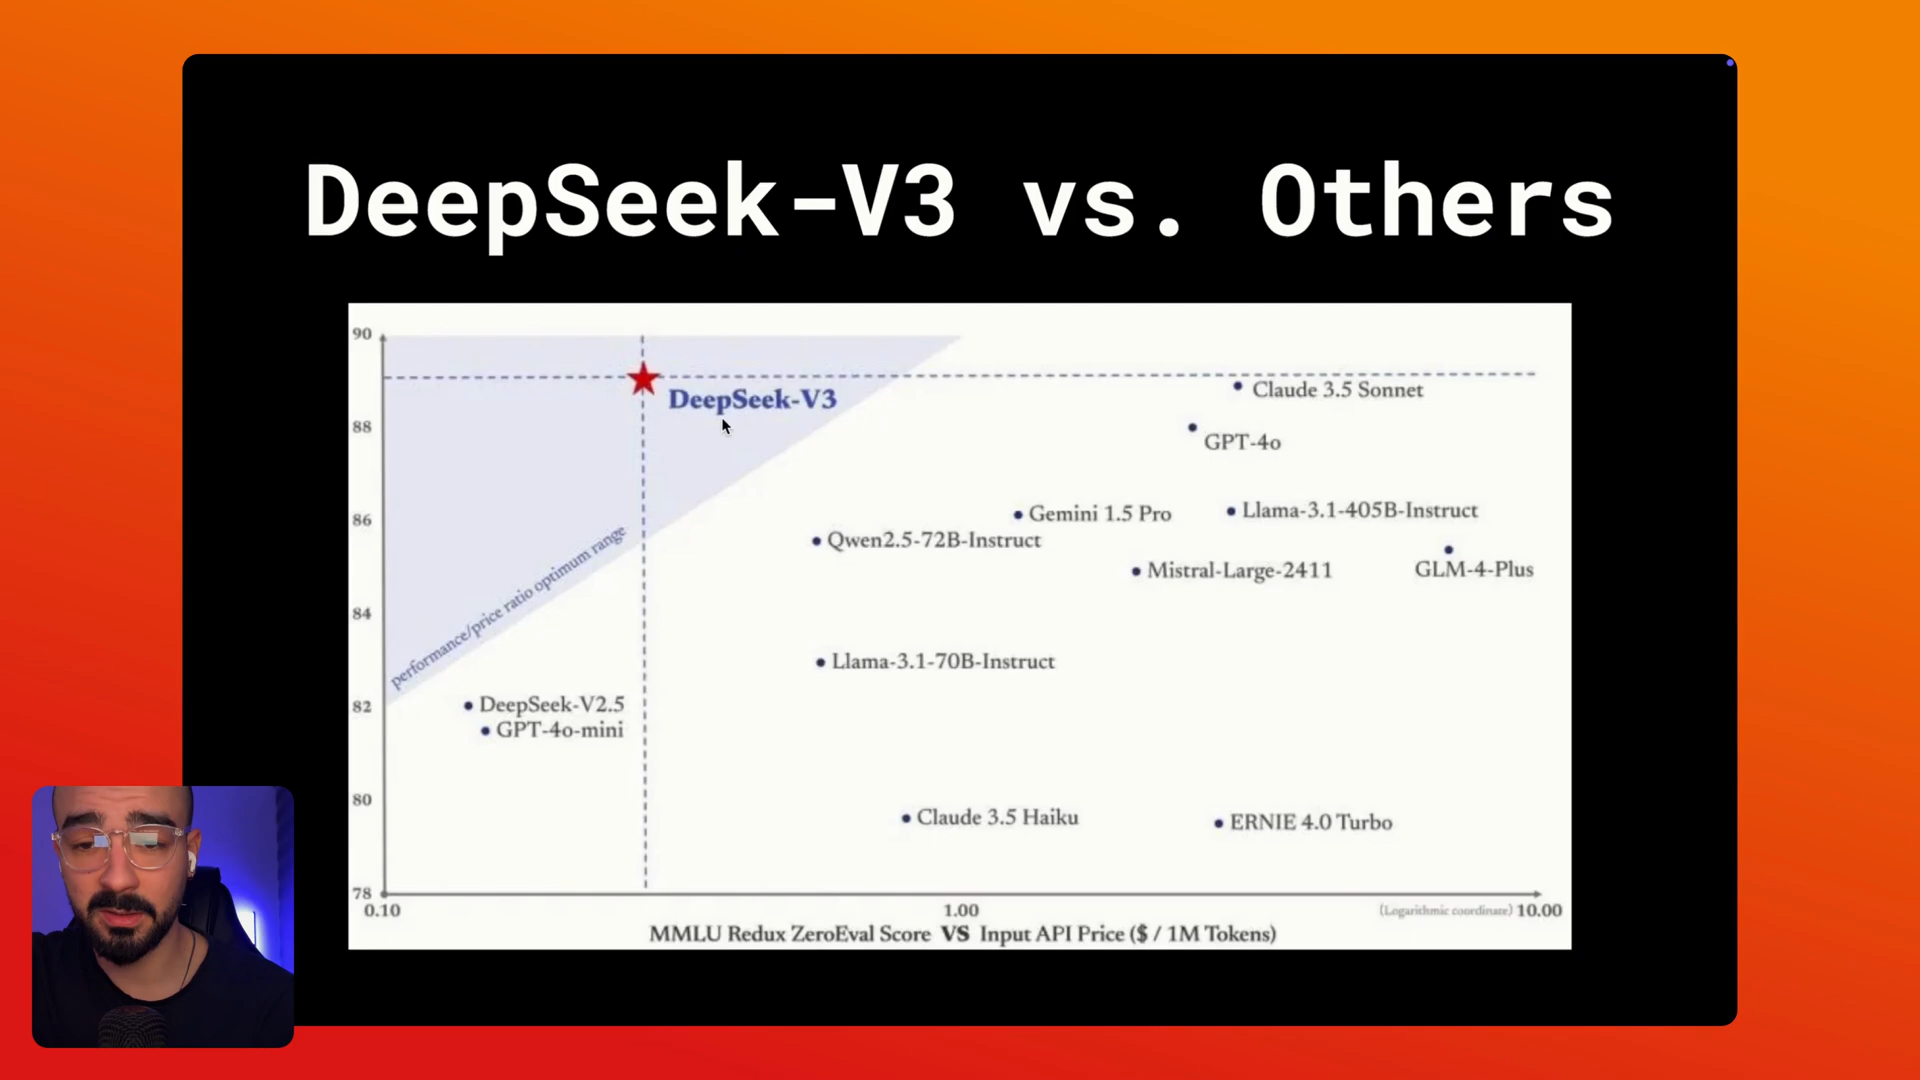 DeepSeek-V3 vs. Others
90
DeepSeek-V3
Claude 3.5 Sonnet
88
GPT-4o
86
Gemini 1.5 Pro
Llama-3.1-405B-Instruct
Qwen2.5-72B-Instruct
performance/price ratio optimum range
Mistral-Large-2411
GLM-4-Plus
84
Llama-3.1-70B-Instruct
82
DeepSeek-V2.5
GPT-4o-mini
80
Claude 3.5 Haiku
ERNIE 4.0 Turbo
78
0.10
1.00
(Logarithmic coordinate) 10.00
MMLU Redux ZeroEval Score VS Input API Price ($ / 1M Tokens)